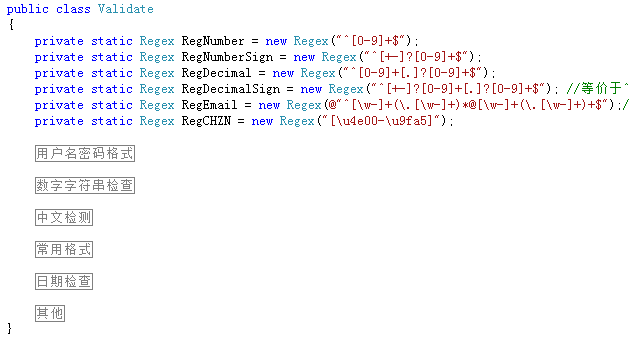 public class Validate
{
private static Regex RegNumber = new Regex("^[0-9]+$");
private static Regex RegNumberSign = new Regex("^[+-]?[0-9]+$");
private static Regex RegDecimal = new Regex("^[0-9]+[.]?[0-9]+$");
private static Regex RegDecimalSign = new Regex("^[+-]?[0-9]+[.]?[0-9]+$"); //等价于^
private static Regex RegEmail = new Regex(@"^[\w-]+(\.[\w-]+)*@[\w-]+(\.[\w-]+)+$");/
private static Regex RegCHZN = new Regex("[\u4e00-\u9fa5]");
用户名密码格式
数字字符串检查
中文检测
常用格式
日期检查
其他
}